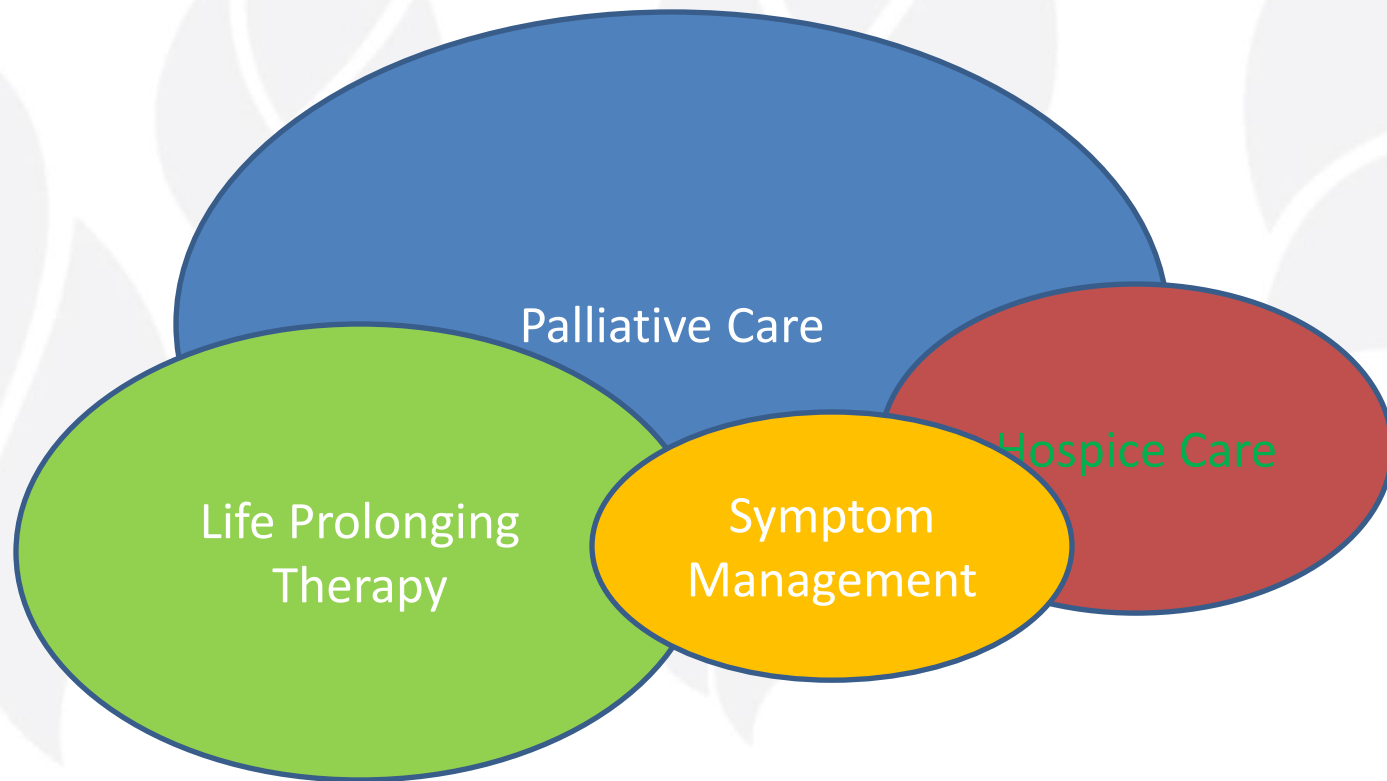 Palliative Care
Hospice Care
Life Prolonging
Therapy
Symptom
Management